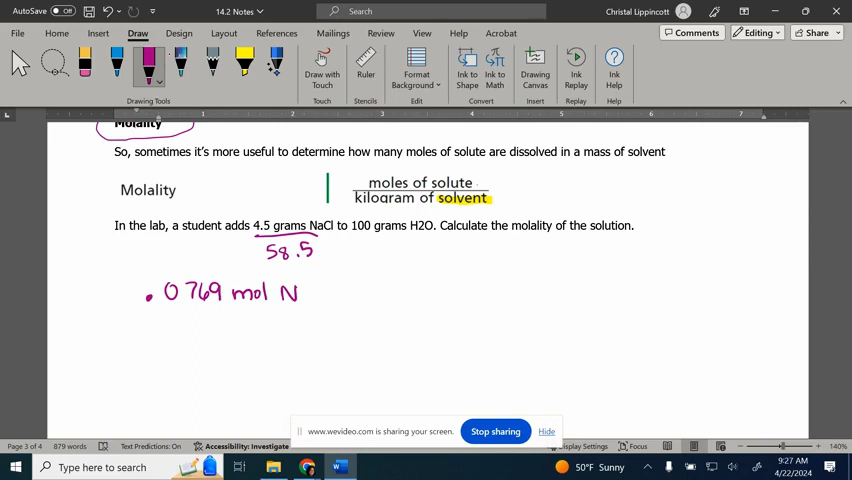 AutoSave Off 14.2 Notes Search Christal Lippincott
File Home Insert Draw Design Layout References Mailings Review View Help Acrobat Comments Editing Share
Draw with Touch Ruler Format Background Ink to Shape Ink to Math Drawing Canvas Ink Replay Ink Help
Drawing Tools Touch Stencils Edit Convert Insert Replay Help
1 2 3 4 5 6 7
Molality
So, sometimes it's more useful to determine how many moles of solute are dissolved in a mass of solvent
moles of solute
Molality
kilogram of solvent
In the lab, a student adds 4.5 grams NaCl to 100 grams H2O. Calculate the molality of the solution.
58.5
.0769 mol N
www.wevideo.com is sharing your screen. Stop sharing Hide
Page 3 of 4 879 words Text Predictions: On Accessibility: Investigate Display Settings Focus 140%
Type here to search 50°F Sunny 9:27 AM
4/22/2024